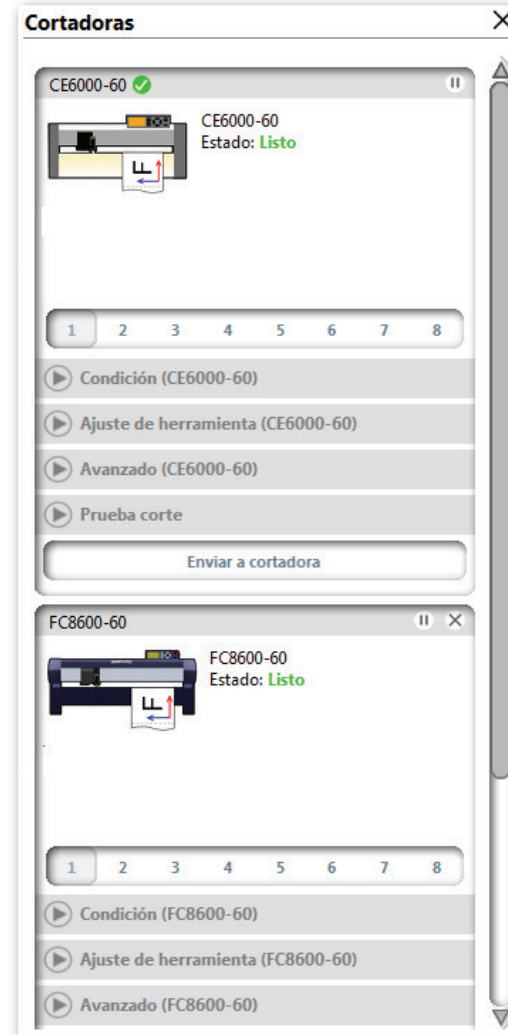 Cortadoras
CE6000-60
CE6000-60
Estado: Listo
F
1 2 3 4 5 6 7 8
Condición (CE6000-60)
Ajuste de herramienta (CE6000-60)
Avanzado (CE6000-60)
Prueba corte
Enviar a cortadora
FC8600-60
FC8600-60
Estado: Listo
F
1 2 3 4 5 6 7 8
Condición (FC8600-60)
Ajuste de herramienta (FC8600-60)
Avanzado (FC8600-60)